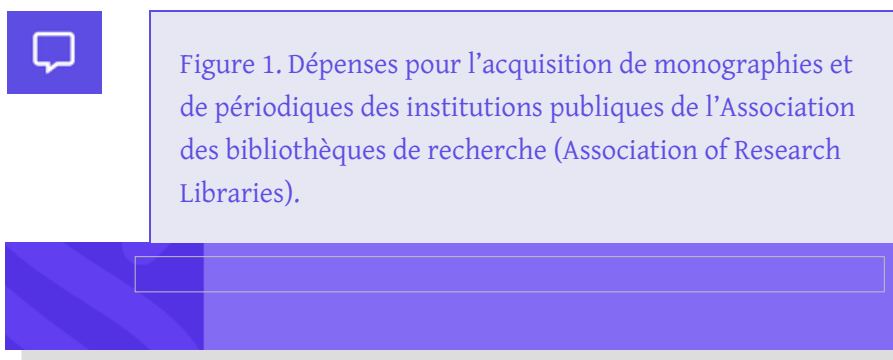 Figure 1. Dépenses pour l’acquisition de monographies et
de périodiques des institutions publiques de l’Association
des bibliothèques de recherche (Association of Research
Libraries).